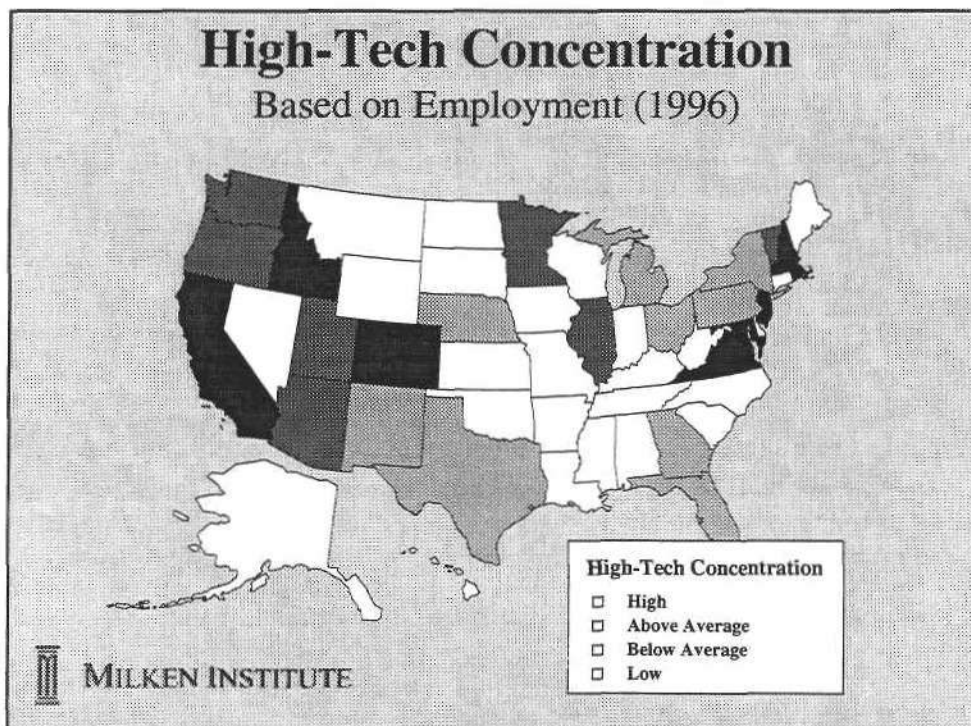 High-Tech Concentration
Based on Employment (1996)
High-Tech Concentration
High
Above Average
Below Average
Low
MILKEN INSTITUTE